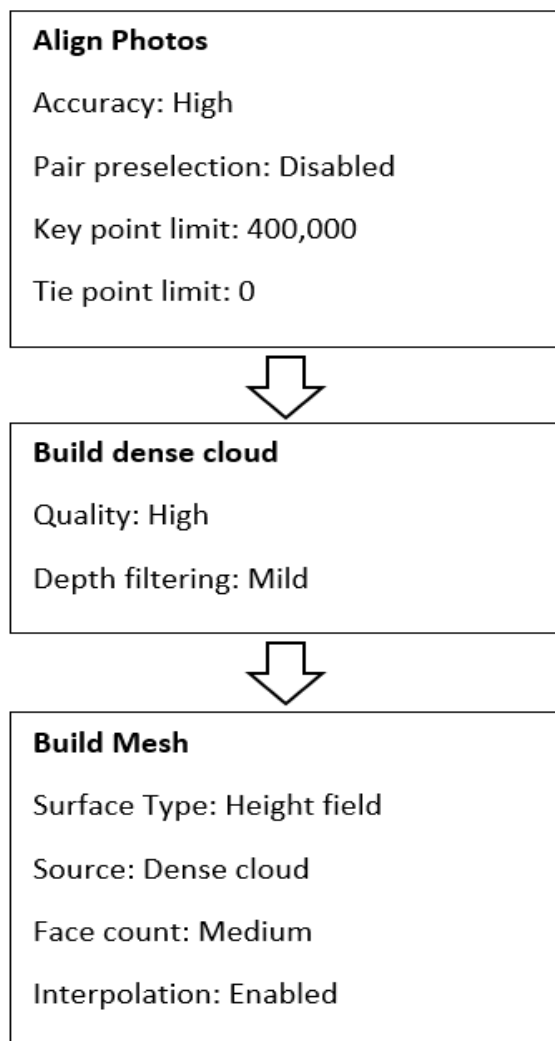 Align Photos
Accuracy: High
Pair preselection: Disabled
Key point limit: 400,000
Tie point limit: 0
Build dense cloud
Quality: High
Depth filtering: Mild
Build Mesh
Surface Type: Height field
Source: Dense cloud
Face count: Medium
Interpolation: Enabled